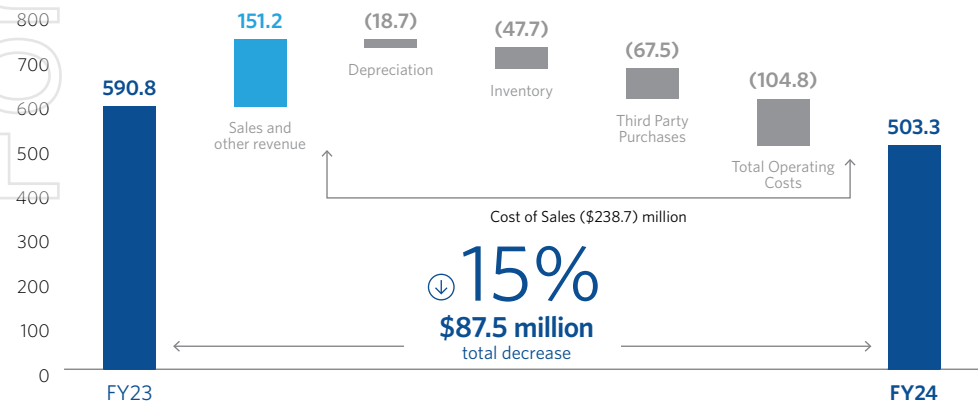 800
700
600
500
400
300
200
100
0
590.8
151.2
Sales and
other revenue
(18.7)
Depreciation
(47.7)
Inventory
(67.5)
Third Party
Purchases
(104.8)
Total Operating
Costs
503.3
Cost of Sales ($238.7) million
15%
$87.5 million
total decrease
FY23
FY24